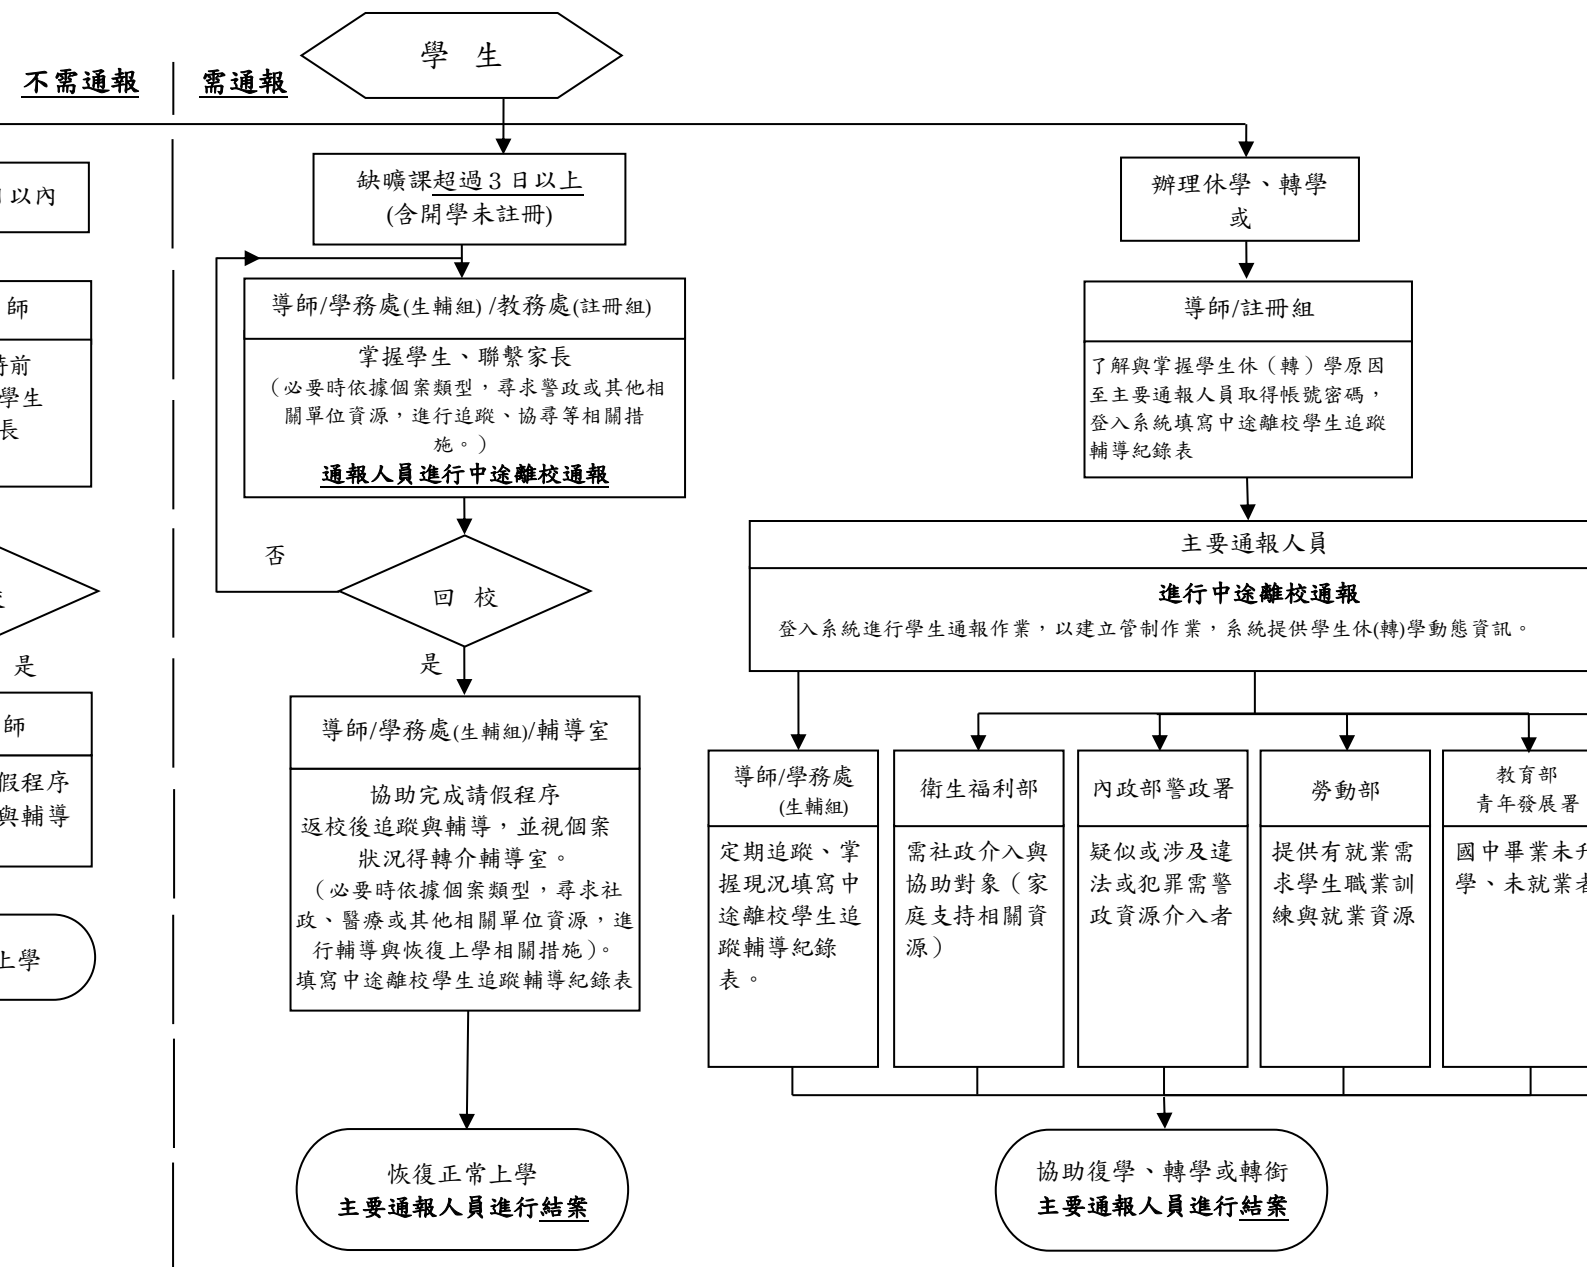 學 生
不需通報
需通報
以內
師
前
學生
長
是
師
假程序
與輔導
上學
缺曠課超過3日以上
(含開學未註冊)
導師/學務處(生輔組) /教務處(註冊組)
掌握學生、聯繫家長
（必要時依據個案類型，尋求警政或其他相
關單位資源，進行追蹤、協尋等相關措
施。）
通報人員進行中途離校通報
否
回 校
是
導師/學務處(生輔組)/輔導室
協助完成請假程序
返校後追蹤與輔導，並視個案
狀況得轉介輔導室。
（必要時依據個案類型，尋求社
政、醫療或其他相關單位資源，進
行輔導與恢復上學相關措施)。
填寫中途離校學生追蹤輔導紀錄表
恢復正常上學
主要通報人員進行結案
辦理休學、轉學
或
導師/註冊組
了解與掌握學生休（轉）學原因
至主要通報人員取得帳號密碼，
登入系統填寫中途離校學生追蹤
輔導紀錄表
主要通報人員
進行中途離校通報
登入系統進行學生通報作業，以建立管制作業，系統提供學生休(轉)學動態資訊。
導師/學務處
(生輔組)
定期追蹤、掌
握現況填寫中
途離校學生追
蹤輔導紀錄
表。
衛生福利部
需社政介入與
協助對象（家
庭支持相關資
源）
內政部警政署
疑似或涉及違
法或犯罪需警
政資源介入者
勞動部
提供有就業需
求學生職業訓
練與就業資源
教育部
青年發展署
國中畢業未升
學、未就業者
協助復學、轉學或轉銜
主要通報人員進行結案